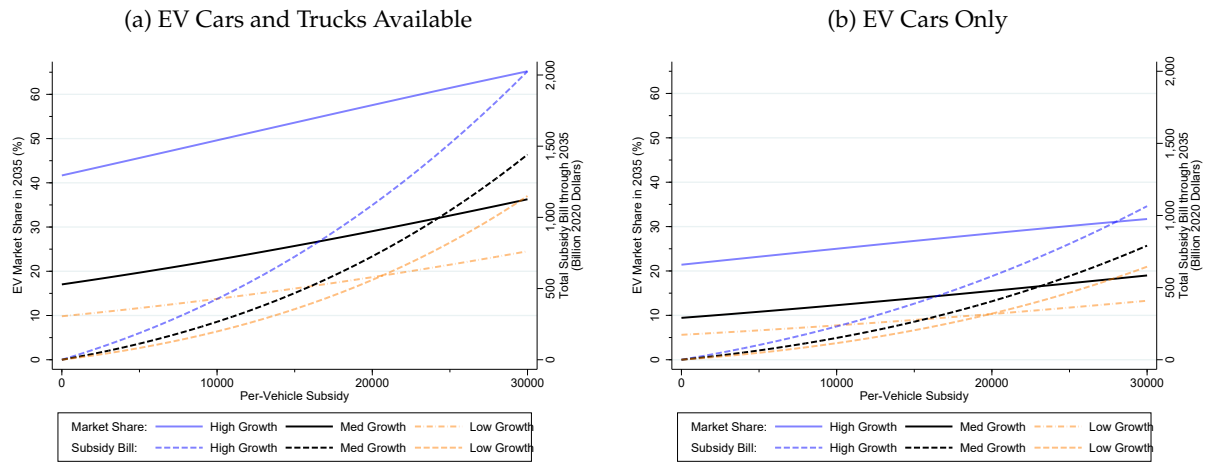 (a) EV Cars and Trucks Available
EV Market Share in 2035 (%)
60
50
40
30
20
10
0
2,000
1,500
1,000
500
0
Total Subsidy Bill through 2035
(Billion 2020 Dollars)
0
10000
20000
30000
Per-Vehicle Subsidy
Market Share: High Growth Med Growth Low Growth
Subsidy Bill: High Growth Med Growth Low Growth
(b) EV Cars Only
EV Market Share in 2035 (%)
60
50
40
30
20
10
0
2,000
1,500
1,000
500
0
Total Subsidy Bill through 2035
(Billion 2020 Dollars)
0
10000
20000
30000
Per-Vehicle Subsidy
Market Share: High Growth Med Growth Low Growth
Subsidy Bill: High Growth Med Growth Low Growth